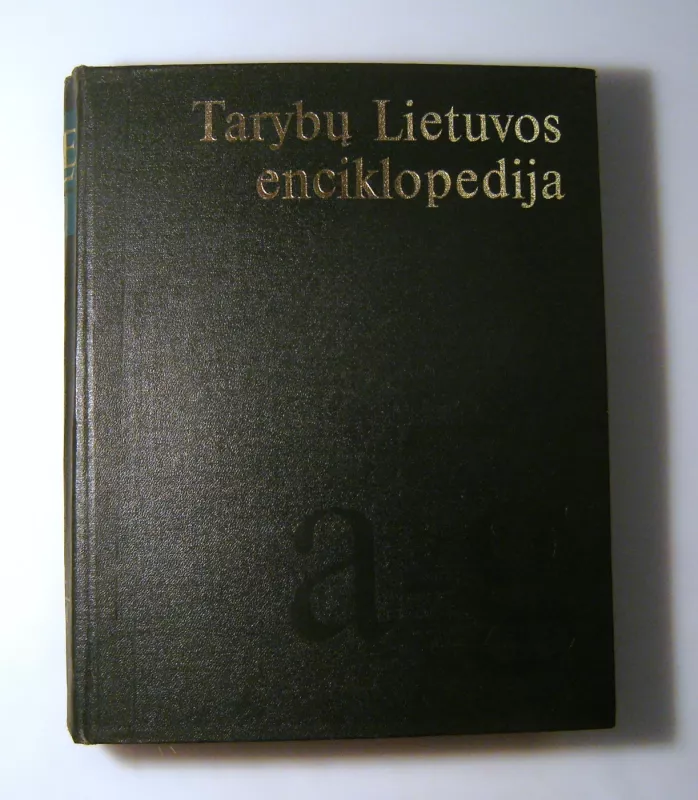 Tarybų Lietuvos
enciklopedija
a